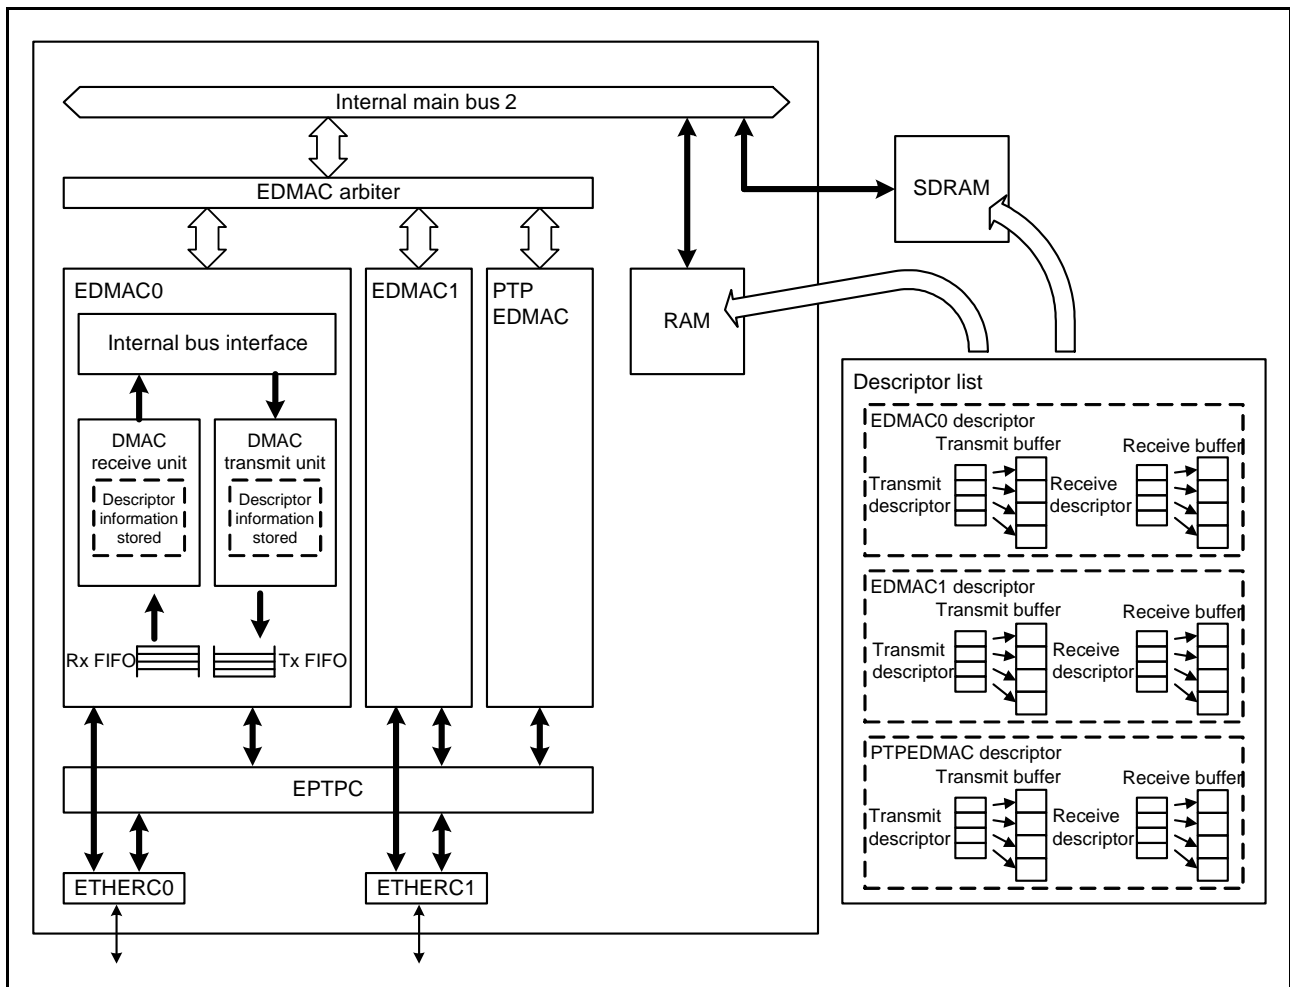 Internal main bus 2
EDMAC arbiter
SDRAM
EDMAC0
Internal bus interface
DMAC
receive unit
Descriptor
information
stored
DMAC
transmit unit
Descriptor
information
stored
Rx FIFO
Tx FIFO
EDMAC1
PTP
EDMAC
RAM
EPTPC
ETHERC0
ETHERC1
Descriptor list
EDMAC0 descriptor
Transmit buffer
Receive buffer
Transmit
descriptor
Receive
descriptor
EDMAC1 descriptor
Transmit buffer
Receive buffer
Transmit
descriptor
Receive
descriptor
PTPEDMAC descriptor
Transmit buffer
Receive buffer
Transmit
descriptor
Receive
descriptor